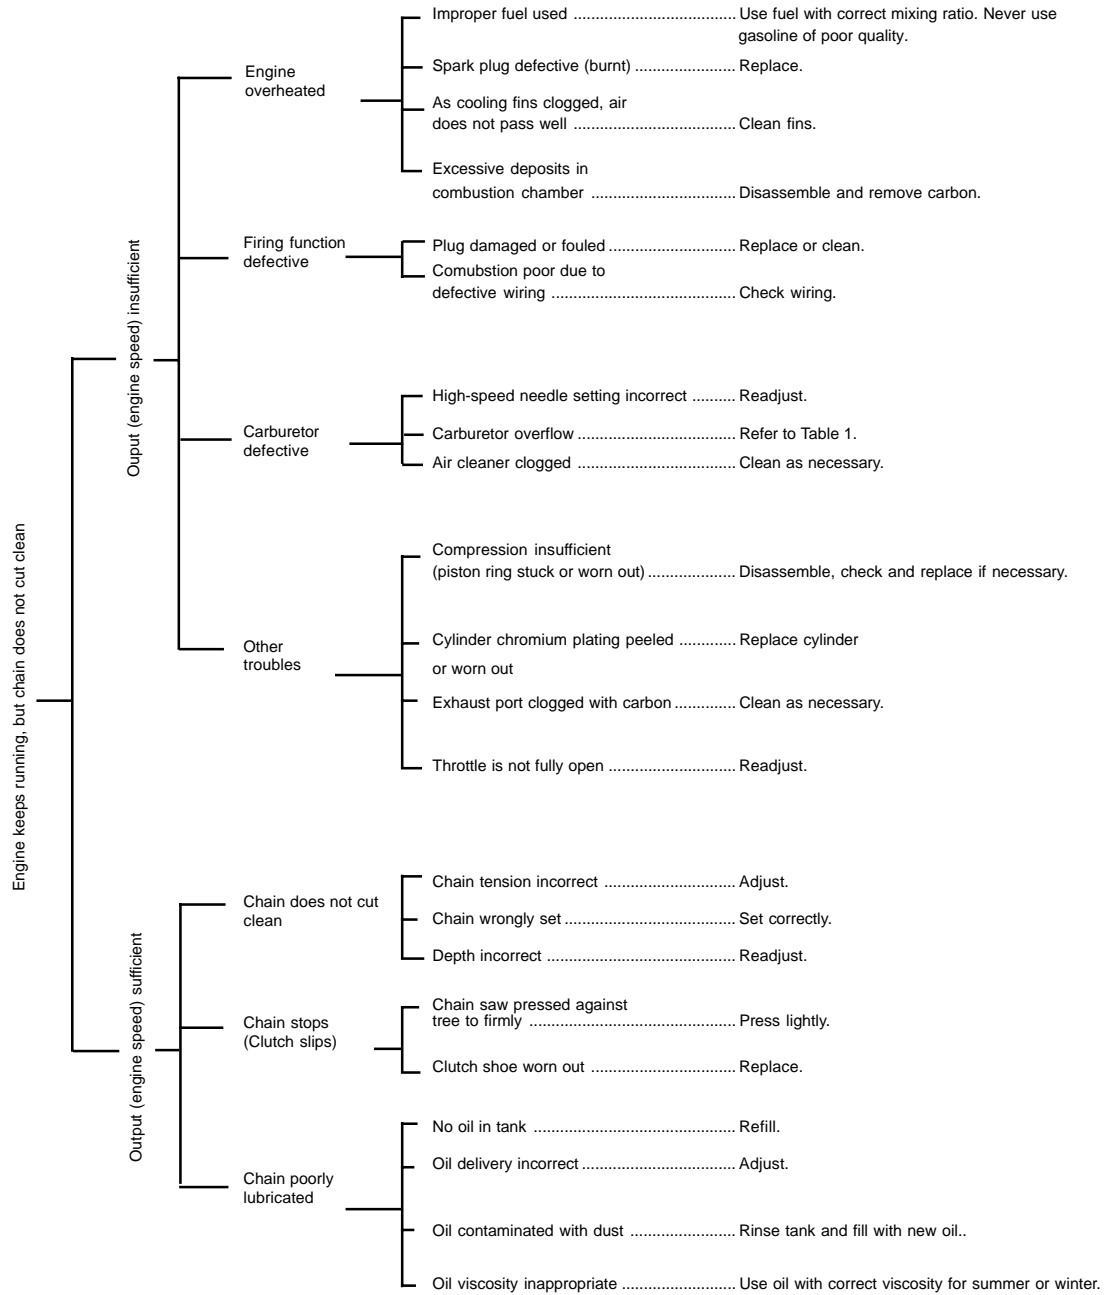 Engine keeps running, but chain does not cut clean
Ouput (engine speed) insufficient
Engine
overheated
Improper fuel used ..................................... Use fuel with correct mixing ratio. Never use
gasoline of poor quality.
Spark plug defective (burnt) ....................... Replace.
As cooling fins clogged, air
does not pass well ..................................... Clean fins.
Excessive deposits in
combustion chamber ................................. Disassemble and remove carbon.
Firing function
defective
Plug damaged or fouled ............................. Replace or clean.
Comubstion poor due to
defective wiring .......................................... Check wiring.
Carburetor
defective
High-speed needle setting incorrect .......... Readjust.
Carburetor overflow .................................... Refer to Table 1.
Air cleaner clogged .................................... Clean as necessary.
Other
troubles
Compression insufficient
(piston ring stuck or worn out) .................... Disassemble, check and replace if necessary.
Cylinder chromium plating peeled ............. Replace cylinder
or worn out
Exhaust port clogged with carbon .............. Clean as necessary.
Throttle is not fully open ............................. Readjust.
Output (engine speed) sufficient
Chain does not cut
clean
Chain tension incorrect .............................. Adjust.
Chain wrongly set ....................................... Set correctly.
Depth incorrect ........................................... Readjust.
Chain stops
(Clutch slips)
Chain saw pressed against
tree to firmly ............................................... Press lightly.
Clutch shoe worn out ................................. Replace.
Chain poorly
lubricated
No oil in tank .............................................. Refill.
Oil delivery incorrect ................................... Adjust.
Oil contaminated with dust ........................ Rinse tank and fill with new oil..
Oil viscosity inappropriate .......................... Use oil with correct viscosity for summer or winter.